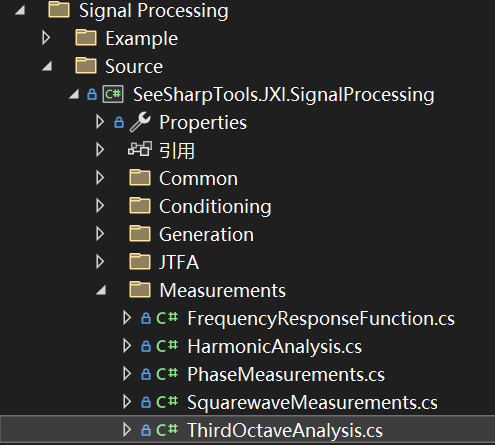 Signal Processing
Example
Source
C# SeeSharpTools.JXI.SignalProcessing
Properties
引用
Common
Conditioning
Generation
JTFA
Measurements
C# FrequencyResponseFunction.cs
C# HarmonicAnalysis.cs
C# PhaseMeasurements.cs
C# SquarewaveMeasurements.cs
C# ThirdOctaveAnalysis.cs